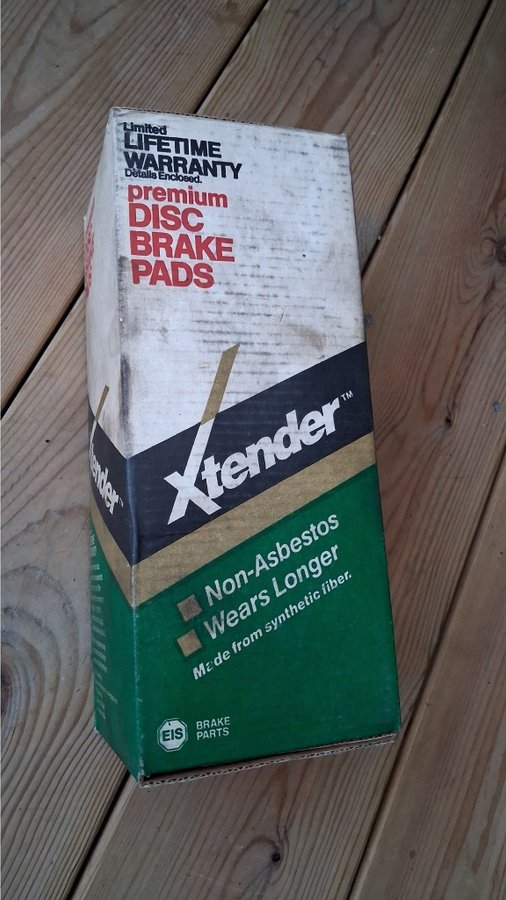 Limited
LIFETIME
WARRANTY
Details Enclosed.
premium
DISC
BRAKE
PADS
Xtender™
Xtender
Non-Asbestos
Wears Longer
Made from synthetic fiber.
EIS
BRAKE
PARTS